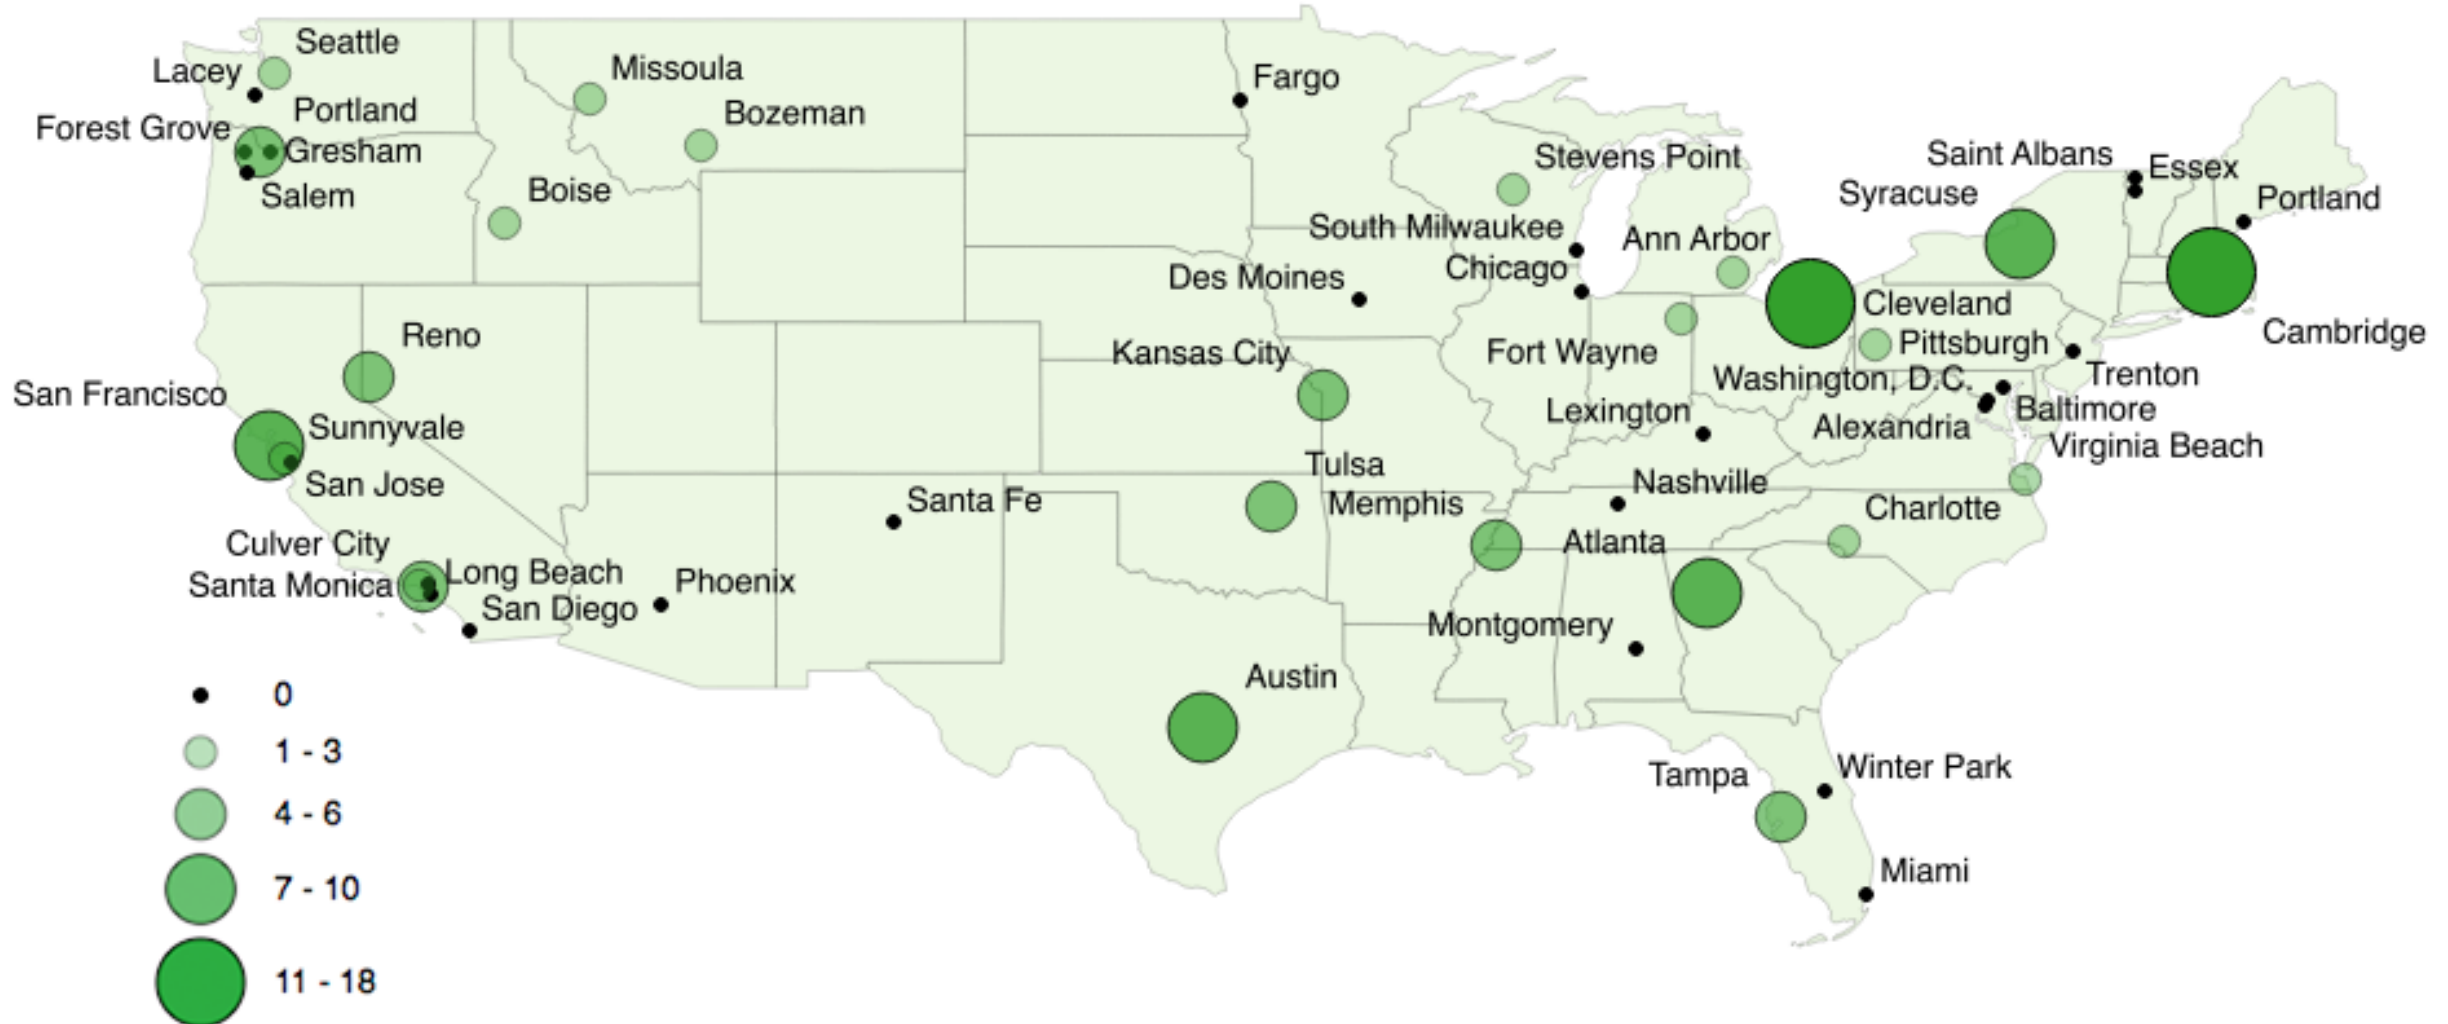 Seattle
Lacey
Missoula
Fargo
Portland
Bozeman
Forest Grove
Gresham
Stevens Point
Saint Albans
Essex
Salem
Boise
Syracuse
Portland
South Milwaukee
Ann Arbor
Des Moines
Chicago
Reno
Cleveland
Kansas City
Fort Wayne
Pittsburgh
Cambridge
San Francisco
Washington, D.C.
Trenton
Sunnyvale
Lexington
Alexandria
Baltimore
Virginia Beach
San Jose
Tulsa
Nashville
Santa Fe
Memphis
Charlotte
Culver City
Atlanta
Santa Monica
Long Beach
Phoenix
San Diego
Montgomery
Austin
0
1 - 3
4 - 6
7 - 10
11 - 18
Tampa
Winter Park
Miami